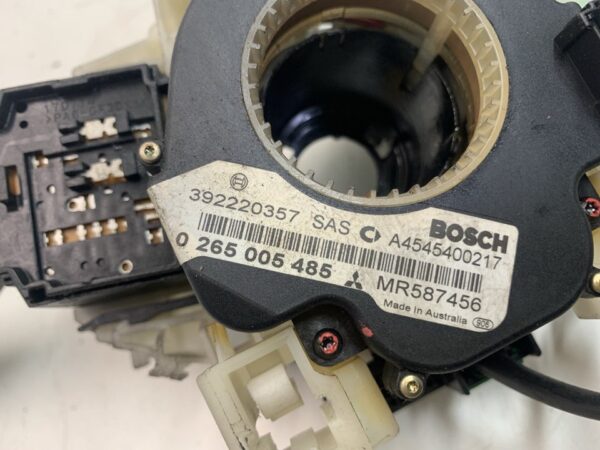 BOSCH
392220357 SAS A4545400217
0 265 005 485 MR587456
Made in Australia